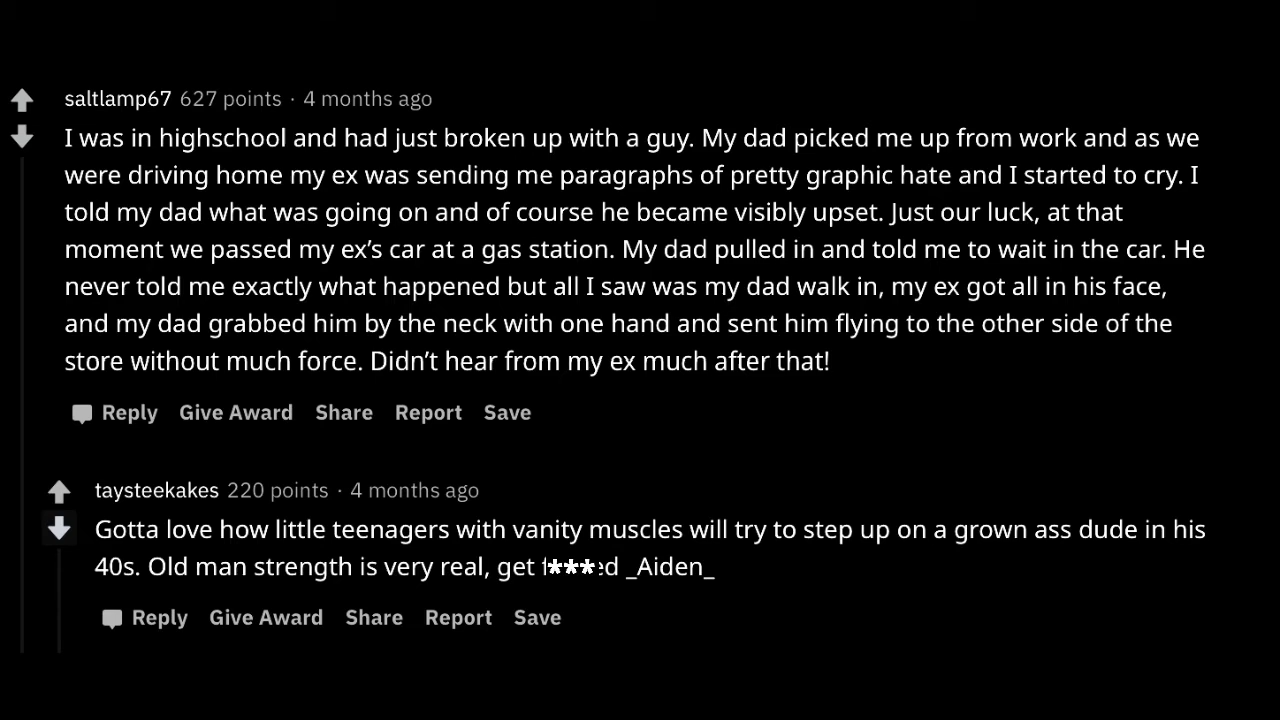 saltlamp67 627 points · 4 months ago
I was in highschool and had just broken up with a guy. My dad picked me up from work and as we
were driving home my ex was sending me paragraphs of pretty graphic hate and I started to cry. I
told my dad what was going on and of course he became visibly upset. Just our luck, at that
moment we passed my ex’s car at a gas station. My dad pulled in and told me to wait in the car. He
never told me exactly what happened but all I saw was my dad walk in, my ex got all in his face,
and my dad grabbed him by the neck with one hand and sent him flying to the other side of the
store without much force. Didn’t hear from my ex much after that!
Reply Give Award Share Report Save
taysteekakes 220 points · 4 months ago
Gotta love how little teenagers with vanity muscles will try to step up on a grown ass dude in his
40s. Old man strength is very real, get f***ed _Aiden_
Reply Give Award Share Report Save